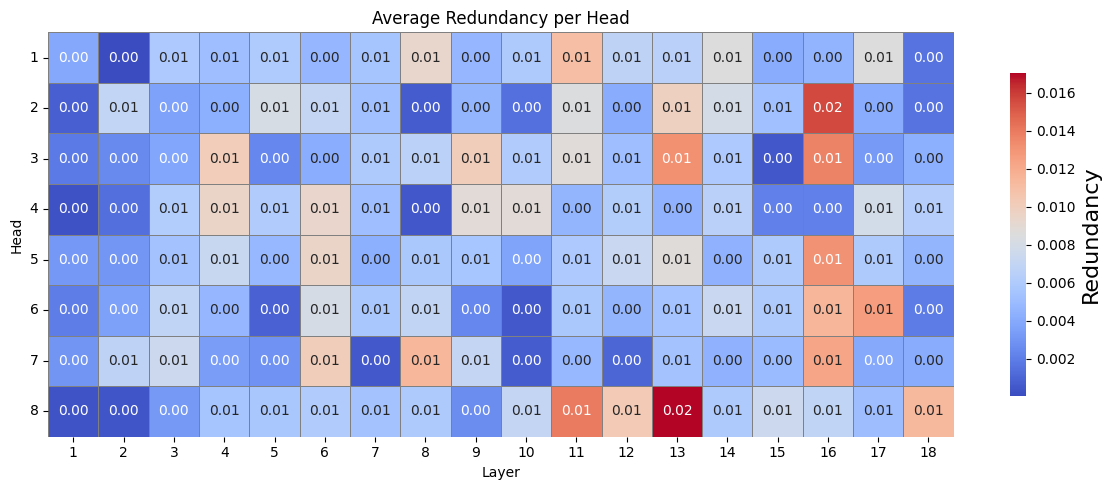 Average Redundancy per Head
1 0.00 0.00 0.01 0.01 0.01 0.00 0.01 0.01 0.00 0.01 0.01 0.01 0.01 0.01 0.00 0.00 0.01 0.00
2 0.00 0.01 0.00 0.00 0.01 0.01 0.01 0.00 0.00 0.00 0.01 0.00 0.01 0.01 0.01 0.02 0.00 0.00
3 0.00 0.00 0.00 0.01 0.00 0.00 0.01 0.01 0.01 0.01 0.01 0.01 0.01 0.01 0.00 0.01 0.00 0.00
4 0.00 0.00 0.01 0.01 0.01 0.01 0.01 0.00 0.01 0.01 0.00 0.01 0.00 0.01 0.00 0.00 0.01 0.01
5 0.00 0.00 0.01 0.01 0.00 0.01 0.00 0.01 0.01 0.00 0.01 0.01 0.01 0.00 0.01 0.01 0.01 0.00
6 0.00 0.00 0.01 0.00 0.00 0.01 0.01 0.01 0.00 0.00 0.01 0.00 0.01 0.01 0.01 0.01 0.01 0.00
7 0.00 0.01 0.01 0.00 0.00 0.01 0.00 0.01 0.01 0.00 0.00 0.00 0.01 0.00 0.00 0.01 0.00 0.00
8 0.00 0.00 0.00 0.01 0.01 0.01 0.01 0.01 0.00 0.01 0.01 0.01 0.02 0.01 0.01 0.01 0.01 0.01
1 2 3 4 5 6 7 8 9 10 11 12 13 14 15 16 17 18
Layer
Head
0.016
0.014
0.012
0.010
0.008
0.006
0.004
0.002
Redundancy